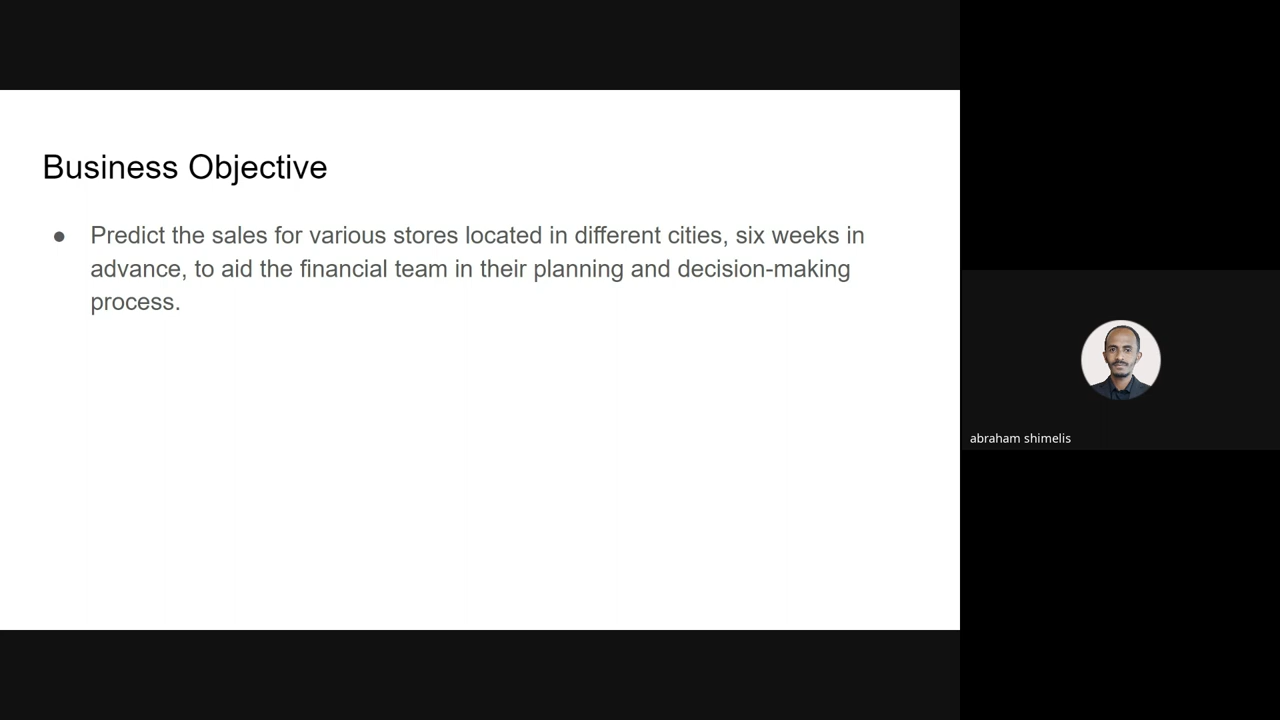 Business Objective
● Predict the sales for various stores located in different cities, six weeks in
advance, to aid the financial team in their planning and decision-making
process.
abraham shimelis